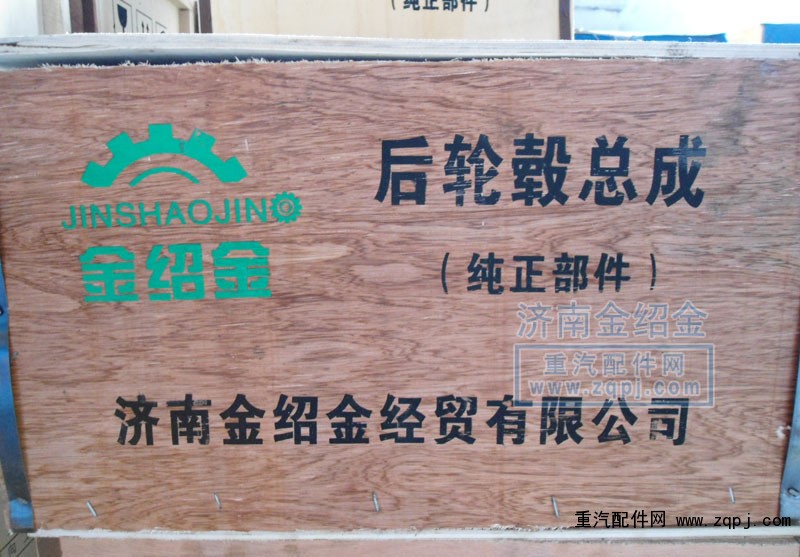 （纯正部件）
JINSHAOJING
金绍金
后轮毂总成
（纯正部件）
济南金绍金
重汽配件网
www.zqpj.com
济南金绍金经贸有限公司
重汽配件网 www.zqpj.com